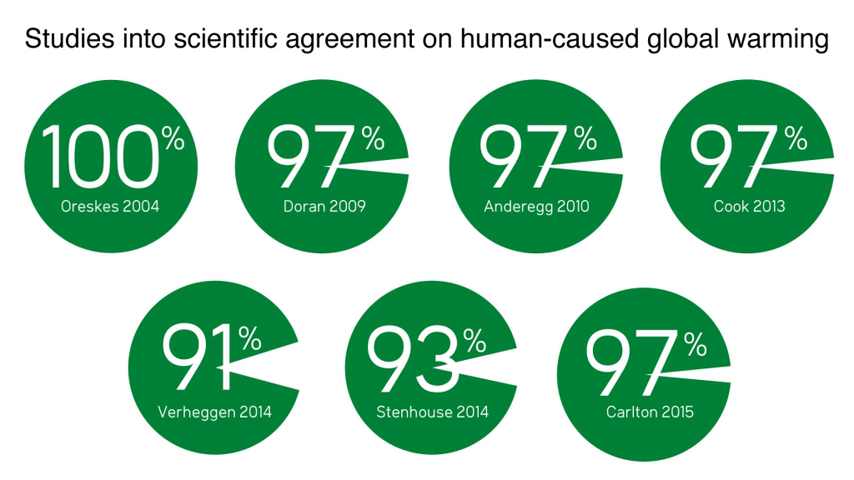 Studies into scientific agreement on human-caused global warming
100%
Oreskes 2004
97%
Doran 2009
97%
Anderegg 2010
97%
Cook 2013
91%
Verheggen 2014
93%
Stenhouse 2014
97%
Carlton 2015